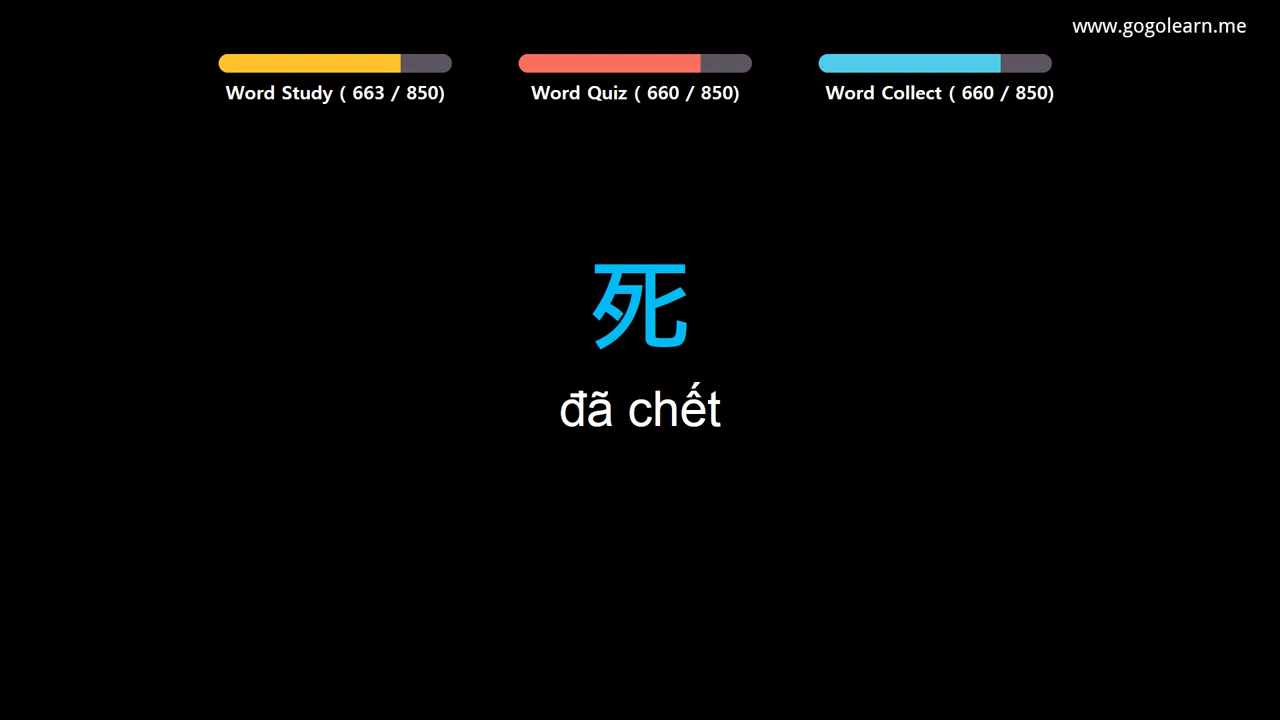 www.gogolearn.me
Word Study ( 663 / 850)
Word Quiz ( 660 / 850)
Word Collect ( 660 / 850)
死
đã chết